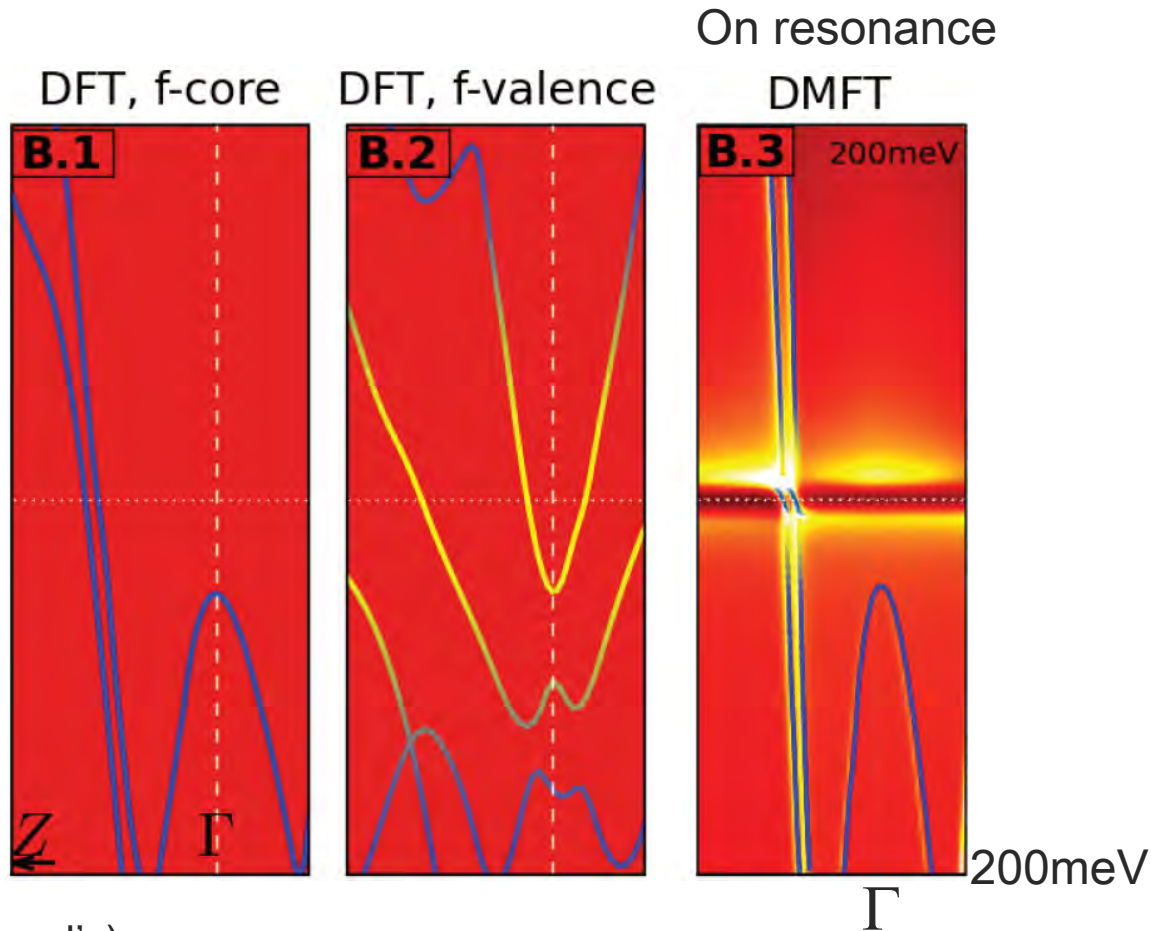 On resonance
DFT, f-core DFT, f-valence DMFT
B.1 B.2 B.3 200meV
Z Γ
200meV
Γ